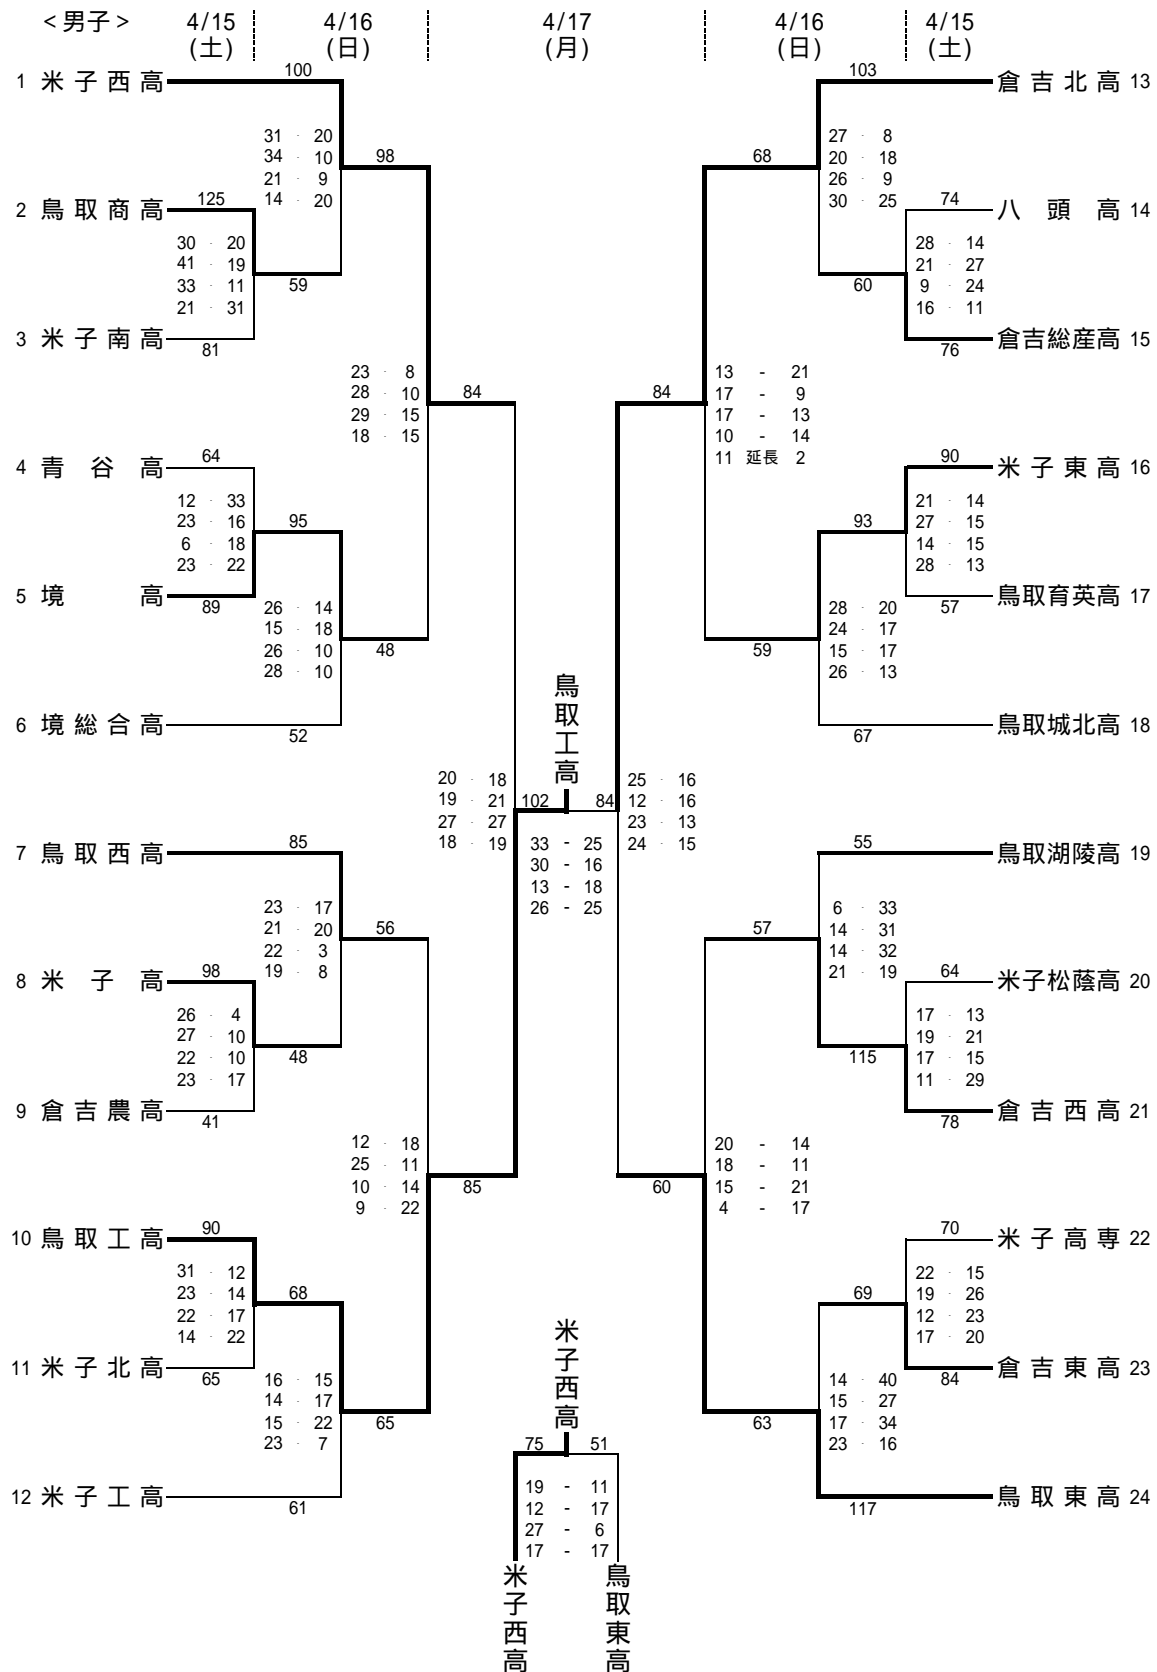 <男子>
4/15
(土)
4/16
(日)
4/17
(月)
4/16
(日)
4/15
(土)
1 米子西高
100
31 - 20
34 - 10
21 - 9
14 - 20
98
2 鳥取商高
125
30 - 20
41 - 19
33 - 11
21 - 31
59
3 米子南高
81
23 - 8
28 - 10
29 - 15
18 - 15
84
4 青谷高
64
12 - 33
23 - 16
6 - 18
23 - 22
95
5 境高
89
26 - 14
15 - 18
26 - 10
28 - 10
48
6 境総合高
52
20 - 18
19 - 21
27 - 27
18 - 19
7 鳥取西高
85
23 - 17
21 - 20
22 - 3
19 - 8
56
8 米子高
98
26 - 4
27 - 10
22 - 10
23 - 17
48
9 倉吉農高
41
12 - 18
25 - 11
10 - 14
9 - 22
85
10 鳥取工高
90
31 - 12
23 - 14
22 - 17
14 - 22
68
11 米子北高
65
16 - 15
14 - 17
15 - 22
23 - 7
65
12 米子工高
61
鳥取工高
102 84
33 - 25
30 - 16
13 - 18
26 - 25
米子西高
75 51
19 - 11
12 - 17
27 - 6
17 - 17
米子西高
鳥取東高
103
倉吉北高 13
68
27 - 8
20 - 18
26 - 9
30 - 25
74
八頭高 14
28 - 14
21 - 27
9 - 24
16 - 11
60
76
倉吉総産高 15
84
13 - 21
17 - 9
17 - 13
10 - 14
11 延長 2
90
米子東高 16
93
21 - 14
27 - 15
14 - 15
28 - 13
57
鳥取育英高 17
59
28 - 20
24 - 17
15 - 17
26 - 13
67
鳥取城北高 18
25 - 16
12 - 16
23 - 13
24 - 15
55
鳥取湖陵高 19
57
6 - 33
14 - 31
14 - 32
21 - 19
64
米子松蔭高 20
17 - 13
19 - 21
17 - 15
11 - 29
115
78
倉吉西高 21
60
20 - 14
18 - 11
15 - 21
4 - 17
70
米子高専 22
69
22 - 15
19 - 26
12 - 23
17 - 20
84
倉吉東高 23
63
14 - 40
15 - 27
17 - 34
23 - 16
117
鳥取東高 24